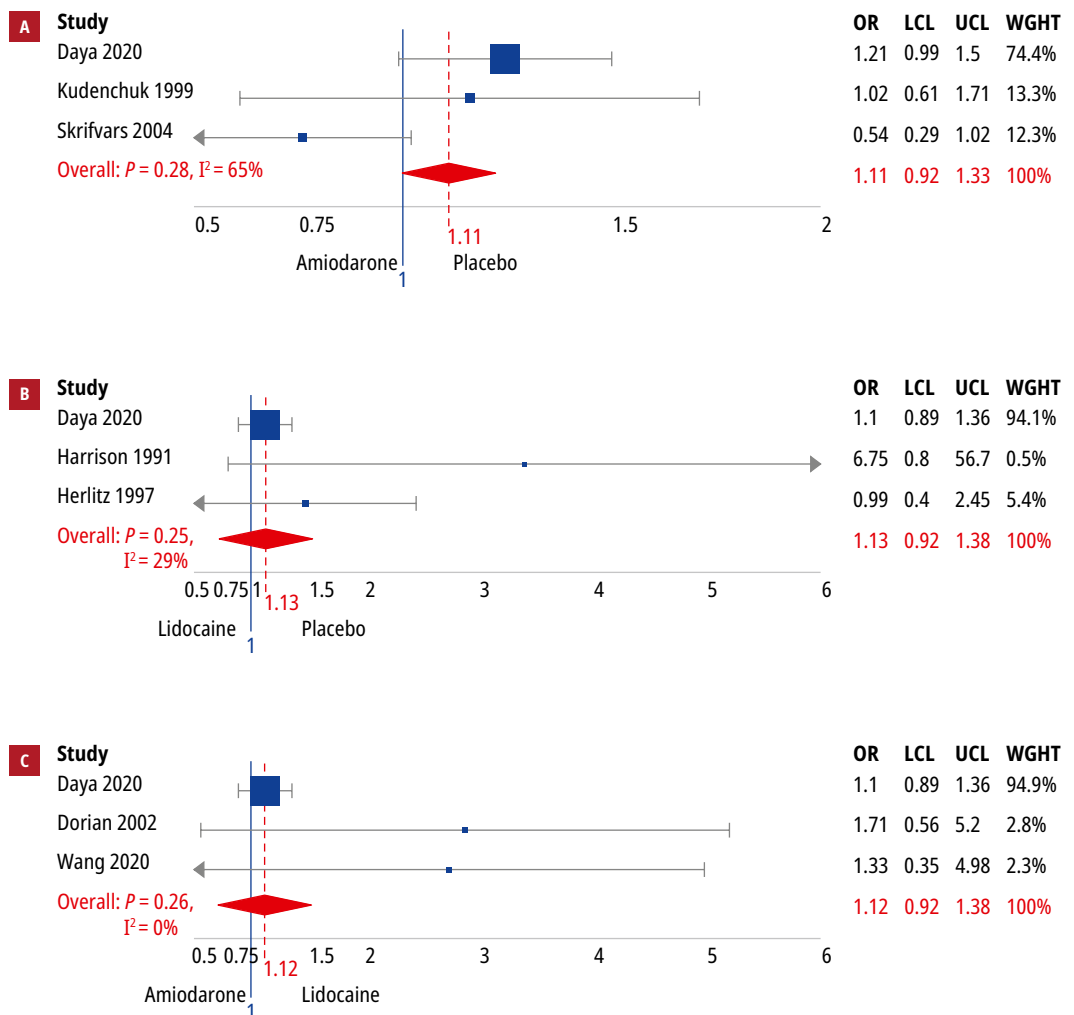 A Study OR LCL UCL WGHT
Daya 2020 1.21 0.99 1.5 74.4%
Kudenchuk 1999 1.02 0.61 1.71 13.3%
Skrifvars 2004 0.54 0.29 1.02 12.3%
Overall: P = 0.28, I² = 65% 1.11 0.92 1.33 100%
0.5 0.75 1.5 2
1.11
Amiodarone Placebo
1
B Study OR LCL UCL WGHT
Daya 2020 1.1 0.89 1.36 94.1%
Harrison 1991 6.75 0.8 56.7 0.5%
Herlitz 1997 0.99 0.4 2.45 5.4%
Overall: P = 0.25, 1.13 0.92 1.38 100%
I² = 29%
0.5 0.75 1 1.5 2 3 4 5 6
1.13
Lidocaine Placebo
1
C Study OR LCL UCL WGHT
Daya 2020 1.1 0.89 1.36 94.9%
Dorian 2002 1.71 0.56 5.2 2.8%
Wang 2020 1.33 0.35 4.98 2.3%
Overall: P = 0.26, 1.12 0.92 1.38 100%
I² = 0%
0.5 0.75 1.5 2 3 4 5 6
1.12
Amiodarone Lidocaine
1